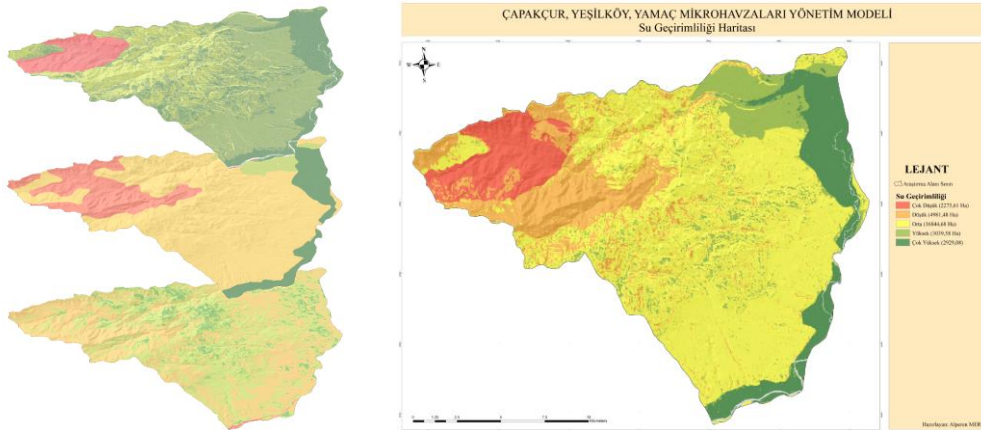 ÇAPAKÇUR, YEŞİLKÖY, YAMAÇ MİKROHAVZALARI YÖNETİM MODELİ
Su Geçirimliliği Haritası
N
W
E
S
LEJANT
Araştırma Alanı Sınırı
Su Geçirimliliği
Çok Düşük (2275,61 Ha)
Düşük (4981,48 Ha)
Orta (16844,68 Ha)
Yüksek (3039,58 Ha)
Çok Yüksek (2929,08)
Hazırlayan: Alperen